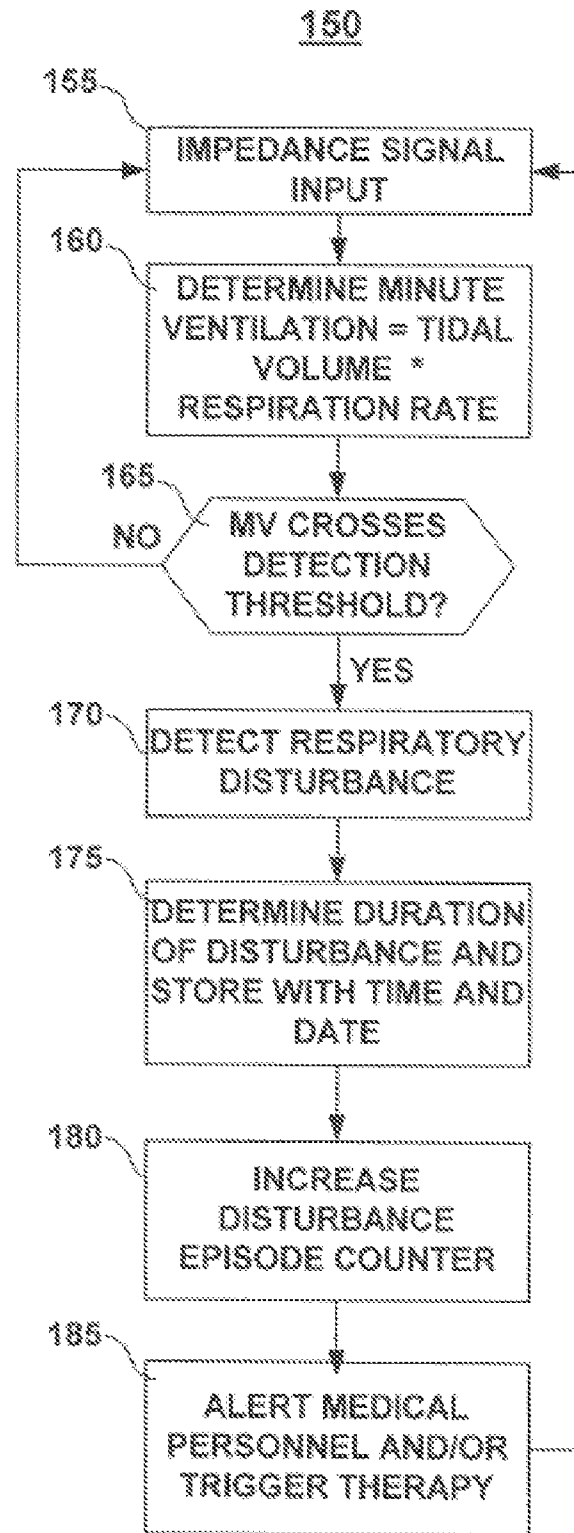 150
155
IMPEDANCE SIGNAL
INPUT
160
DETERMINE MINUTE
VENTILATION = TIDAL
VOLUME *
RESPIRATION RATE
165
NO
MV CROSSES
DETECTION
THRESHOLD?
YES
170
DETECT RESPIRATORY
DISTURBANCE
175
DETERMINE DURATION
OF DISTURBANCE AND
STORE WITH TIME AND
DATE
180
INCREASE
DISTURBANCE
EPISODE COUNTER
185
ALERT MEDICAL
PERSONNEL AND/OR
TRIGGER THERAPY